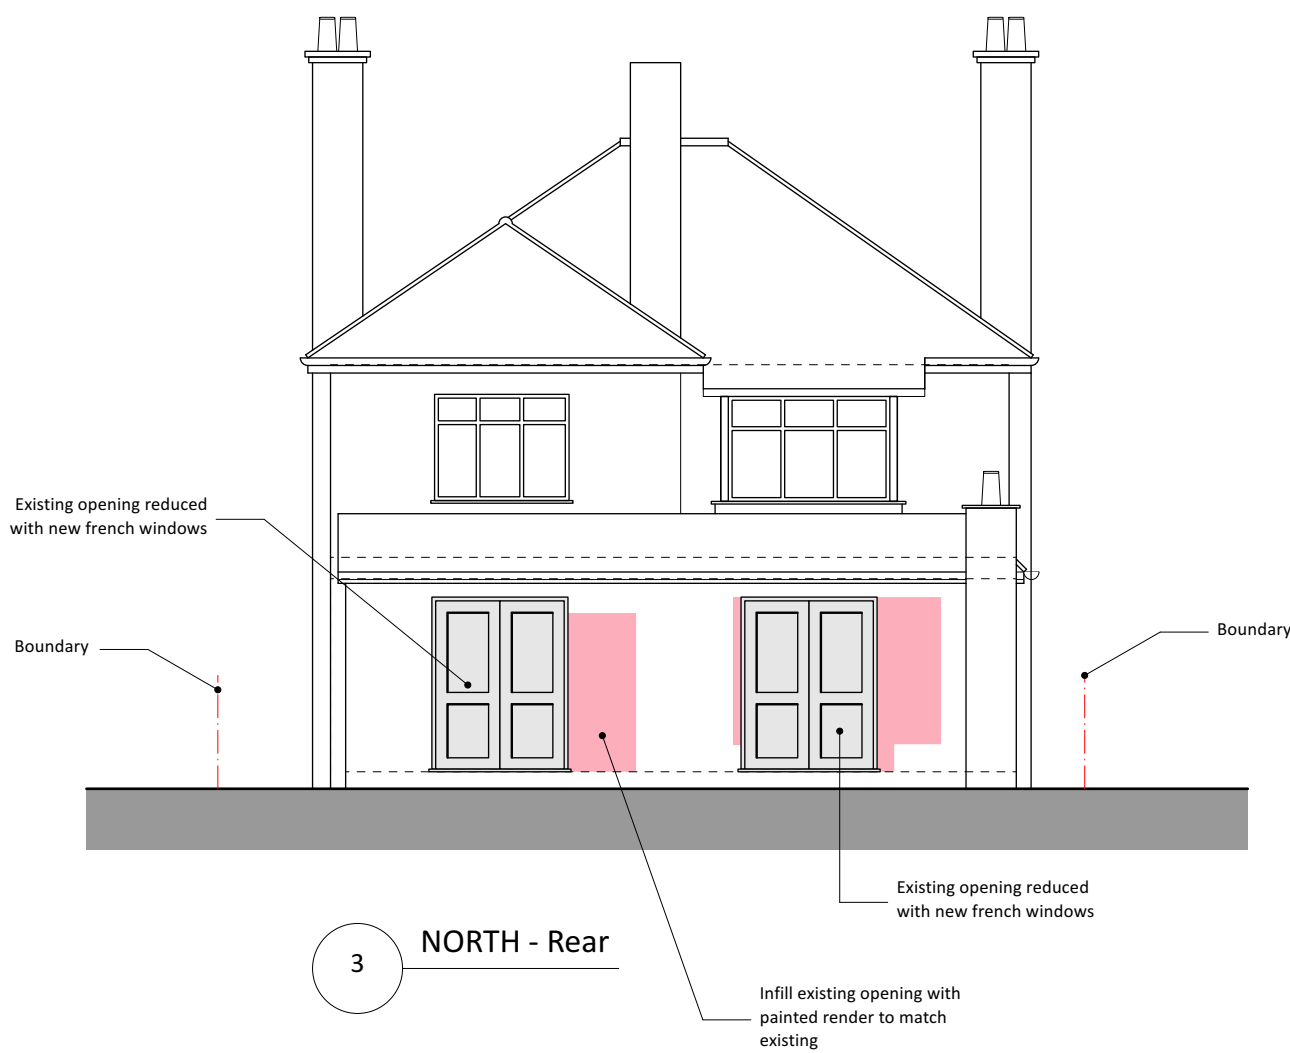 Existing opening reduced
with new french windows
Boundary
Boundary
Existing opening reduced
with new french windows
3
NORTH - Rear
Infill existing opening with
painted render to match
existing